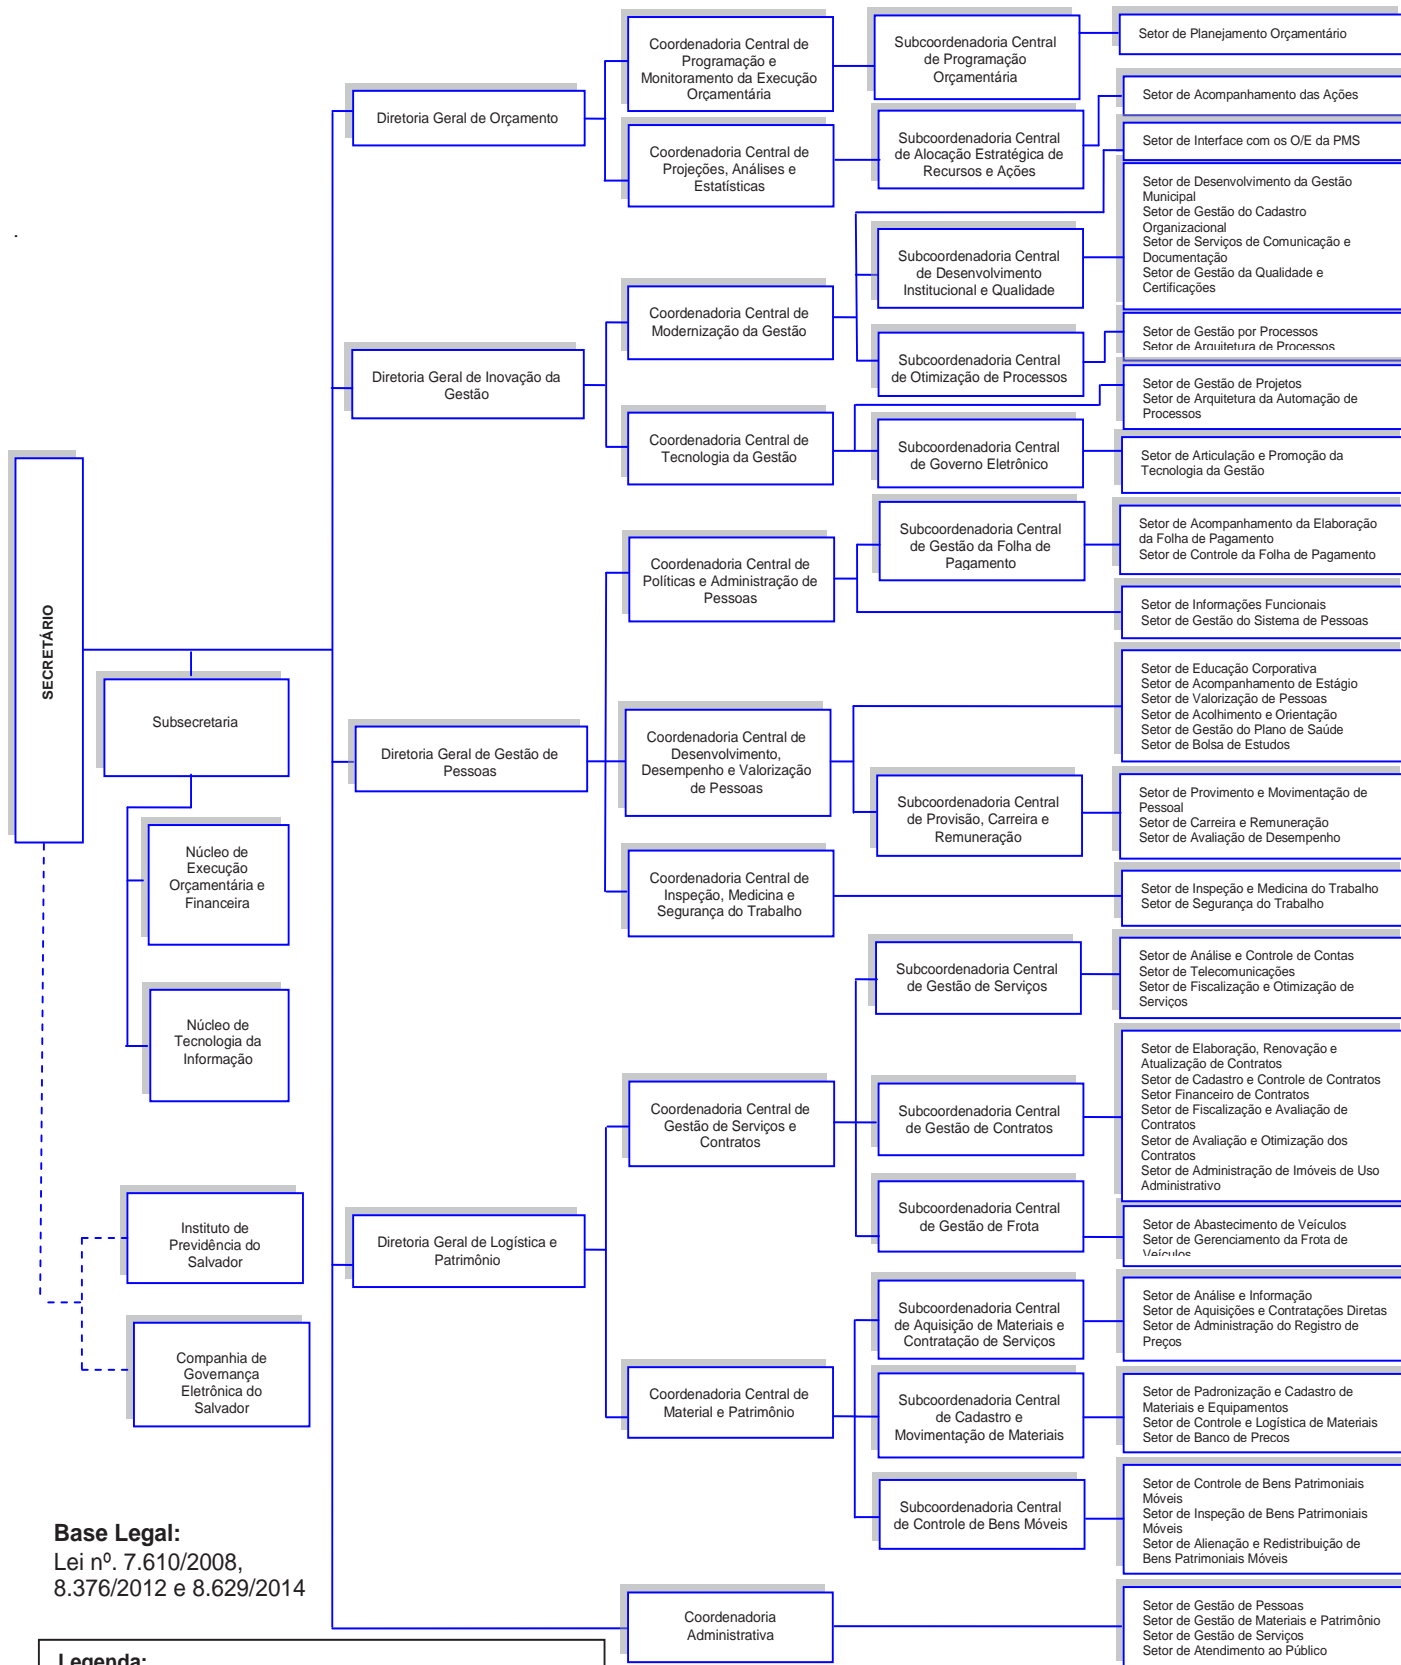 Coordenadoria Central de
Programação e
Monitoramento da Execução
Orçamentária
Subcoordenadoria Central
de Programação
Orçamentária
Setor de Planejamento Orçamentário
Diretoria Geral de Orçamento
Coordenadoria Central de
Projeções, Análises e
Estatísticas
Subcoordenadoria Central
de Alocação Estratégica de
Recursos e Ações
Setor de Acompanhamento das Ações
Setor de Interface com os O/E da PMS
Setor de Desenvolvimento da Gestão
Municipal
Setor de Gestão do Cadastro
Organizacional
Setor de Serviços de Comunicação e
Documentação
Setor de Gestão da Qualidade e
Certificações
.
Subcoordenadoria Central
de Desenvolvimento
Institucional e Qualidade
Coordenadoria Central de
Modernização da Gestão
Subcoordenadoria Central
de Otimização de Processos
Setor de Gestão por Processos
Setor de Arquitetura de Processos
Diretoria Geral de Inovação da
Gestão
Setor de Gestão de Projetos
Setor de Arquitetura da Automação de
Processos
Coordenadoria Central de
Tecnologia da Gestão
Subcoordenadoria Central
de Governo Eletrônico
Setor de Articulação e Promoção da
Tecnologia da Gestão
SECRETÁRIO
Subsecretaria
Núcleo de
Execução
Orçamentária e
Financeira
Núcleo de
Tecnologia da
Informação
Instituto de
Previdência do
Salvador
Companhia de
Governança
Eletrônica do
Salvador
Coordenadoria Central de
Políticas e Administração de
Pessoas
Subcoordenadoria Central
de Gestão da Folha de
Pagamento
Setor de Acompanhamento da Elaboração
da Folha de Pagamento
Setor de Controle da Folha de Pagamento
Setor de Informações Funcionais
Setor de Gestão do Sistema de Pessoas
Diretoria Geral de Gestão de
Pessoas
Coordenadoria Central de
Desenvolvimento,
Desempenho e Valorização
de Pessoas
Setor de Educação Corporativa
Setor de Acompanhamento de Estágio
Setor de Valorização de Pessoas
Setor de Acolhimento e Orientação
Setor de Gestão do Plano de Saúde
Setor de Bolsa de Estudos
Subcoordenadoria Central
de Provisão, Carreira e
Remuneração
Setor de Provimento e Movimentação de
Pessoal
Setor de Carreira e Remuneração
Setor de Avaliação de Desempenho
Coordenadoria Central de
Inspeção, Medicina e
Segurança do Trabalho
Setor de Inspeção e Medicina do Trabalho
Setor de Segurança do Trabalho
Subcoordenadoria Central
de Gestão de Serviços
Setor de Análise e Controle de Contas
Setor de Telecomunicações
Setor de Fiscalização e Otimização de
Serviços
Coordenadoria Central de
Gestão de Serviços e
Contratos
Subcoordenadoria Central
de Gestão de Contratos
Setor de Elaboração, Renovação e
Atualização de Contratos
Setor de Cadastro e Controle de Contratos
Setor Financeiro de Contratos
Setor de Fiscalização e Avaliação de
Contratos
Setor de Avaliação e Otimização dos
Contratos
Setor de Administração de Imóveis de Uso
Administrativo
Subcoordenadoria Central
de Gestão de Frota
Setor de Abastecimento de Veículos
Setor de Gerenciamento da Frota de
Veículos
Diretoria Geral de Logística e
Patrimônio
Subcoordenadoria Central
de Aquisição de Materiais e
Contratação de Serviços
Setor de Análise e Informação
Setor de Aquisições e Contratações Diretas
Setor de Administração do Registro de
Preços
Coordenadoria Central de
Material e Patrimônio
Subcoordenadoria Central
de Cadastro e
Movimentação de Materiais
Setor de Padronização e Cadastro de
Materiais e Equipamentos
Setor de Controle e Logística de Materiais
Setor de Banco de Preços
Subcoordenadoria Central
de Controle de Bens Móveis
Setor de Controle de Bens Patrimoniais
Móveis
Setor de Inspeção de Bens Patrimoniais
Móveis
Setor de Alienação e Redistribuição de
Bens Patrimoniais Móveis
Base Legal:
Lei nº. 7.610/2008,
8.376/2012 e 8.629/2014
Coordenadoria
Administrativa
Setor de Gestão de Pessoas
Setor de Gestão de Materiais e Patrimônio
Setor de Gestão de Serviços
Setor de Atendimento ao Público
Legenda: